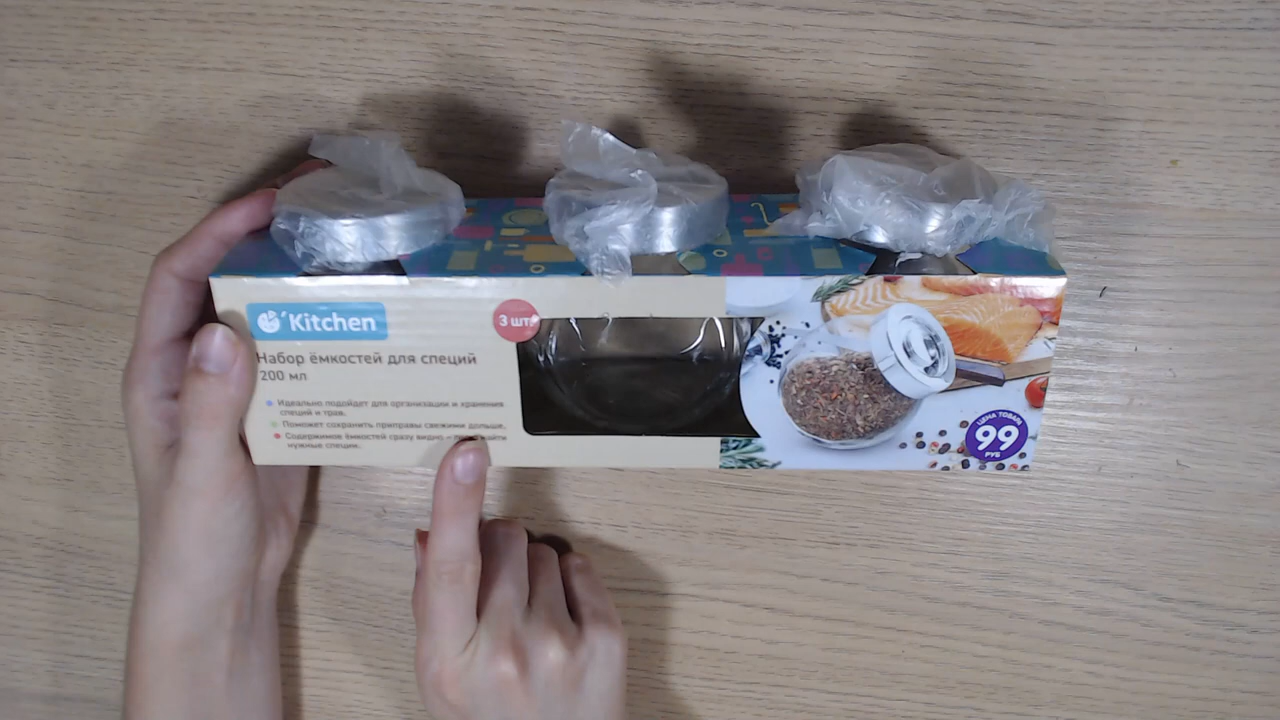 Kitchen
3 шт.
Набор ёмкостей для специй
200 мл
Идеально подойдет для организации и хранения
специй и трав.
Поможет сохранить приправы свежими дольше.
Содержимое ёмкостей сразу видно –
нужные специи.
ЦЕНА ТОВАРА
99
РУБ